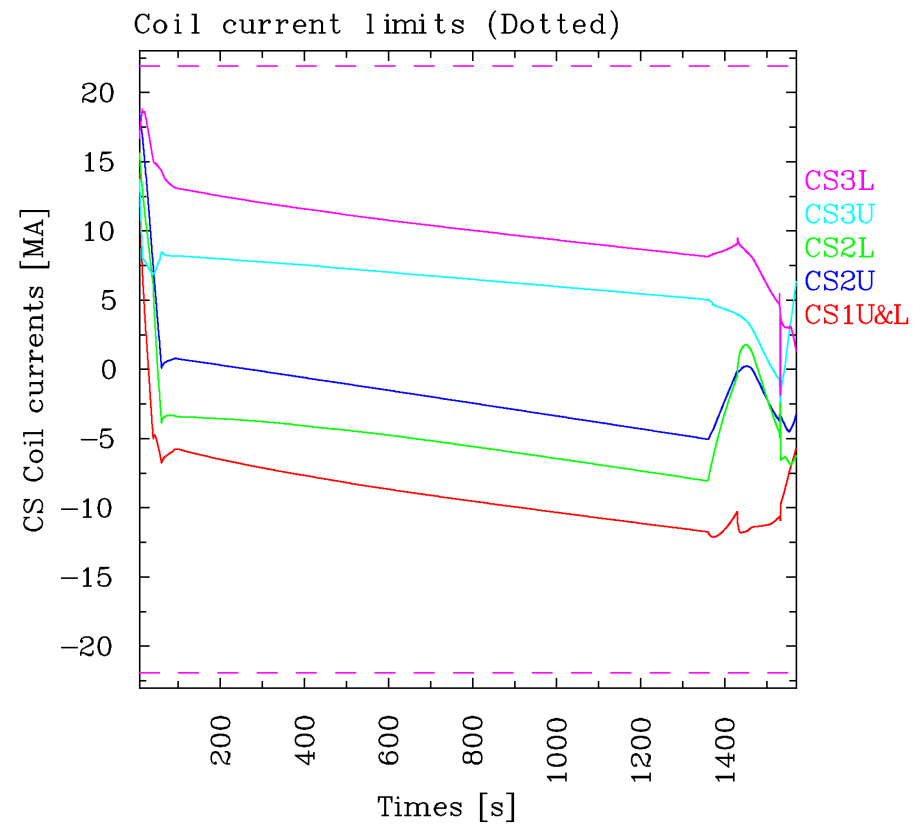 Coil current limits (Dotted)
CS Coil currents [MA]
20
15
10
5
0
−5
−10
−15
−20
CS3L
CS3U
CS2L
CS2U
CS1U&L
200
400
600
800
1000
1200
1400
Times [s]